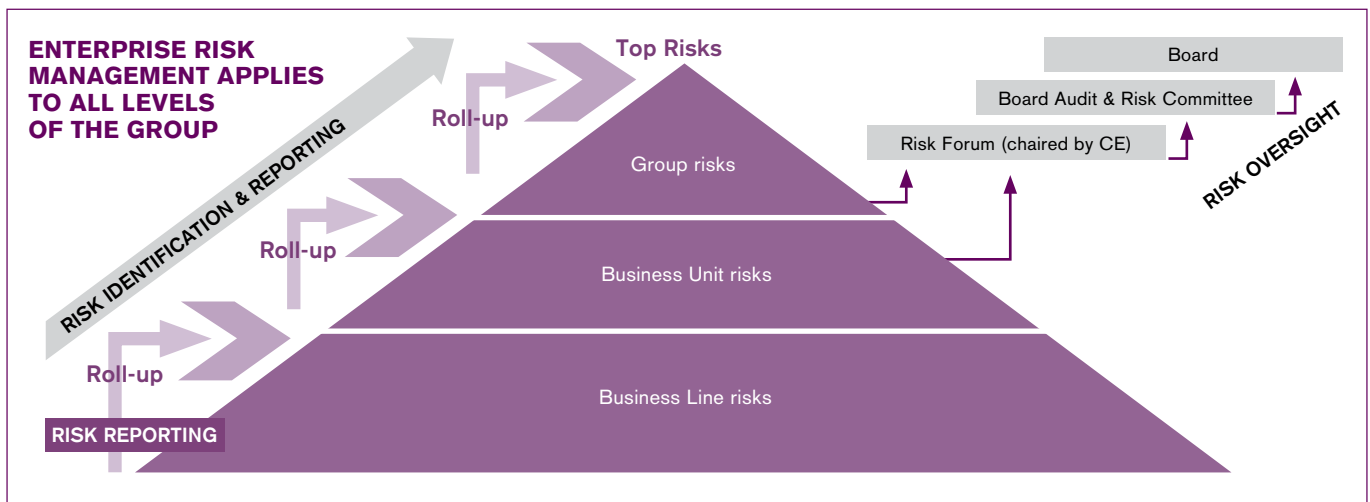 ENTERPRISE RISK
MANAGEMENT APPLIES
TO ALL LEVELS
OF THE GROUP
RISK IDENTIFICATION & REPORTING
Roll-up
Roll-up
Roll-up
RISK REPORTING
Top Risks
Group risks
Business Unit risks
Business Line risks
Board
Board Audit & Risk Committee
Risk Forum (chaired by CE)
RISK OVERSIGHT